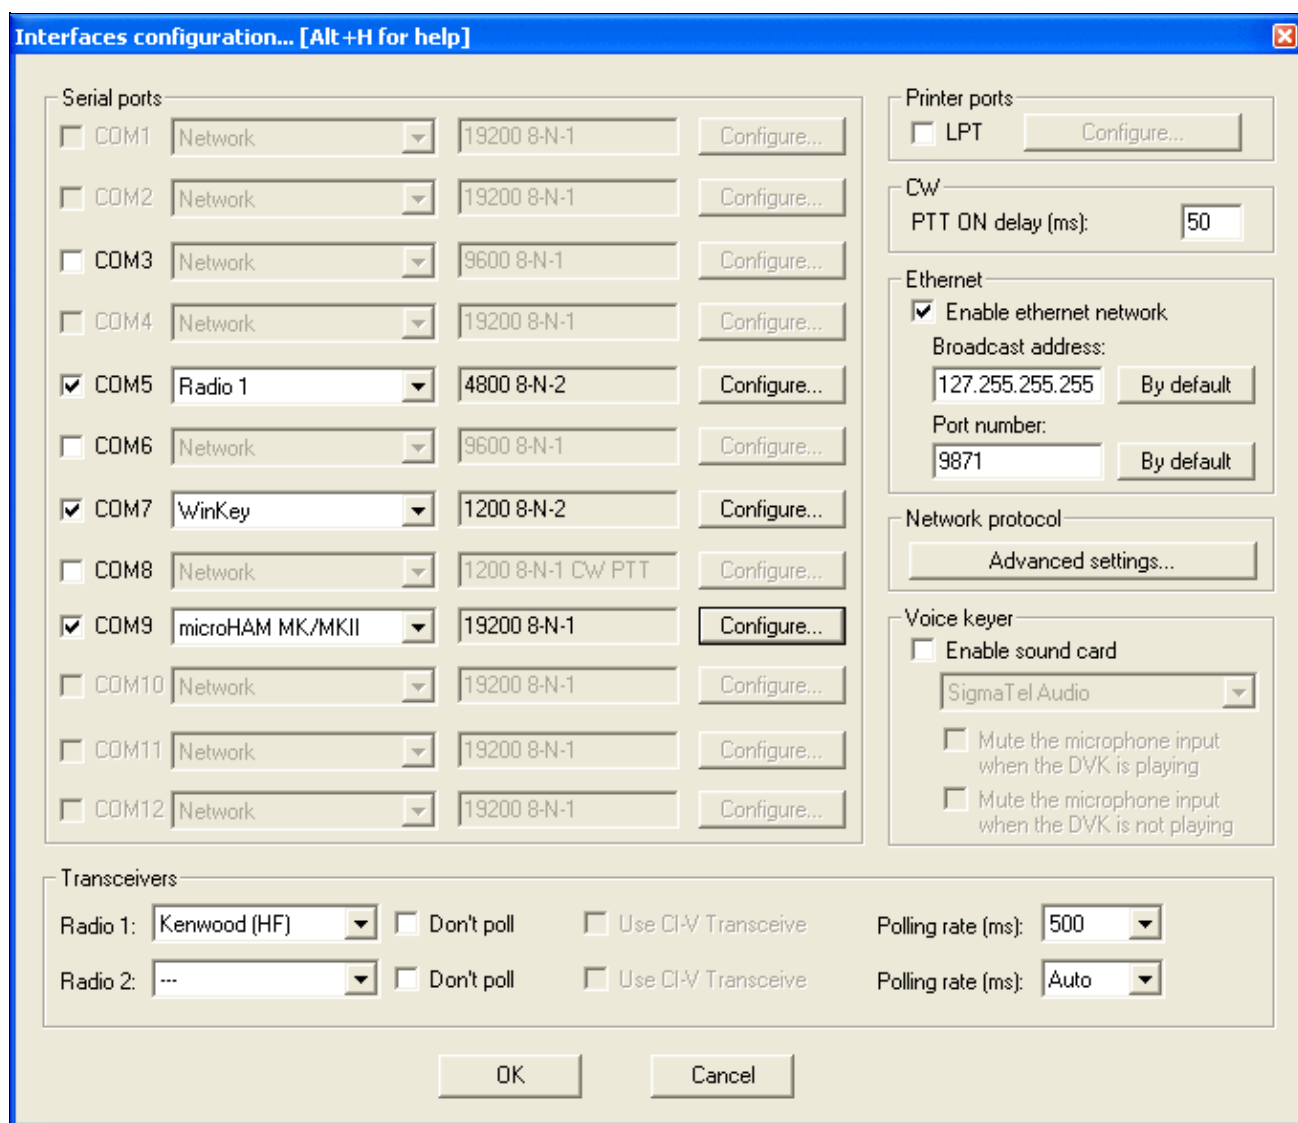 Interfaces configuration... [Alt+H for help]
Serial ports
COM1 Network 19200 8-N-1 Configure...
COM2 Network 19200 8-N-1 Configure...
COM3 Network 9600 8-N-1 Configure...
COM4 Network 19200 8-N-1 Configure...
COM5 Radio 1 4800 8-N-2 Configure...
COM6 Network 9600 8-N-1 Configure...
COM7 WinKey 1200 8-N-2 Configure...
COM8 Network 1200 8-N-1 CW PTT Configure...
COM9 microHAM MK/MKII 19200 8-N-1 Configure...
COM10 Network 19200 8-N-1 Configure...
COM11 Network 19200 8-N-1 Configure...
COM12 Network 19200 8-N-1 Configure...
Printer ports
LPT Configure...
CW
PTT ON delay (ms): 50
Ethernet
Enable ethernet network
Broadcast address:
127.255.255.255 By default
Port number:
9871 By default
Network protocol
Advanced settings...
Voice keyer
Enable sound card
SigmaTel Audio
Mute the microphone input
when the DVK is playing
Mute the microphone input
when the DVK is not playing
Transceivers
Radio 1: Kenwood (HF) Don't poll Use CI-V Transceive Polling rate (ms): 500
Radio 2: --- Don't poll Use CI-V Transceive Polling rate (ms): Auto
OK Cancel